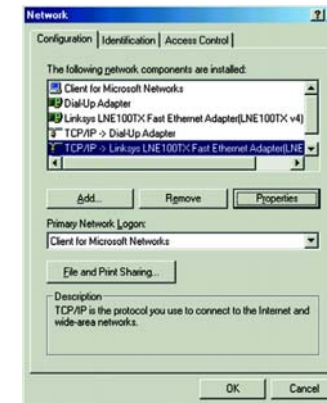 Network
Configuration
Identification
Access Control
The following network components are installed:
Client for Microsoft Networks
Dial-Up Adapter
Linksys LNE100TX Fast Ethernet Adapter(LNE100TX v4)
TCP/IP -> Dial-Up Adapter
TCP/IP -> Linksys LNE100TX Fast Ethernet Adapter(LNE
Add...
Remove
Properties
Primary Network Logon:
Client for Microsoft Networks
File and Print Sharing...
Description
TCP/IP is the protocol you use to connect to the Internet and
wide-area networks.
OK
Cancel